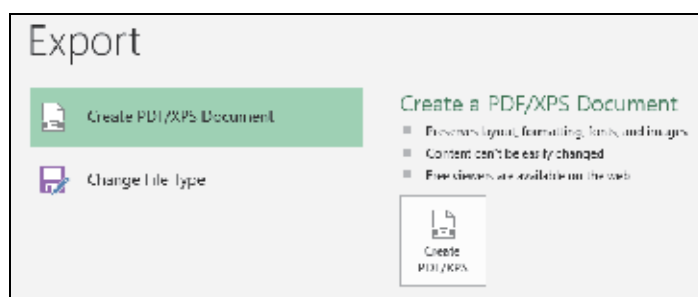 Export
Create PDF/XPS Document
Change File Type
Create a PDF/XPS Document
Preserves layout, formatting, fonts, and images
Content can't be easily changed
Free viewers are available on the web
Create
PDF/XPS